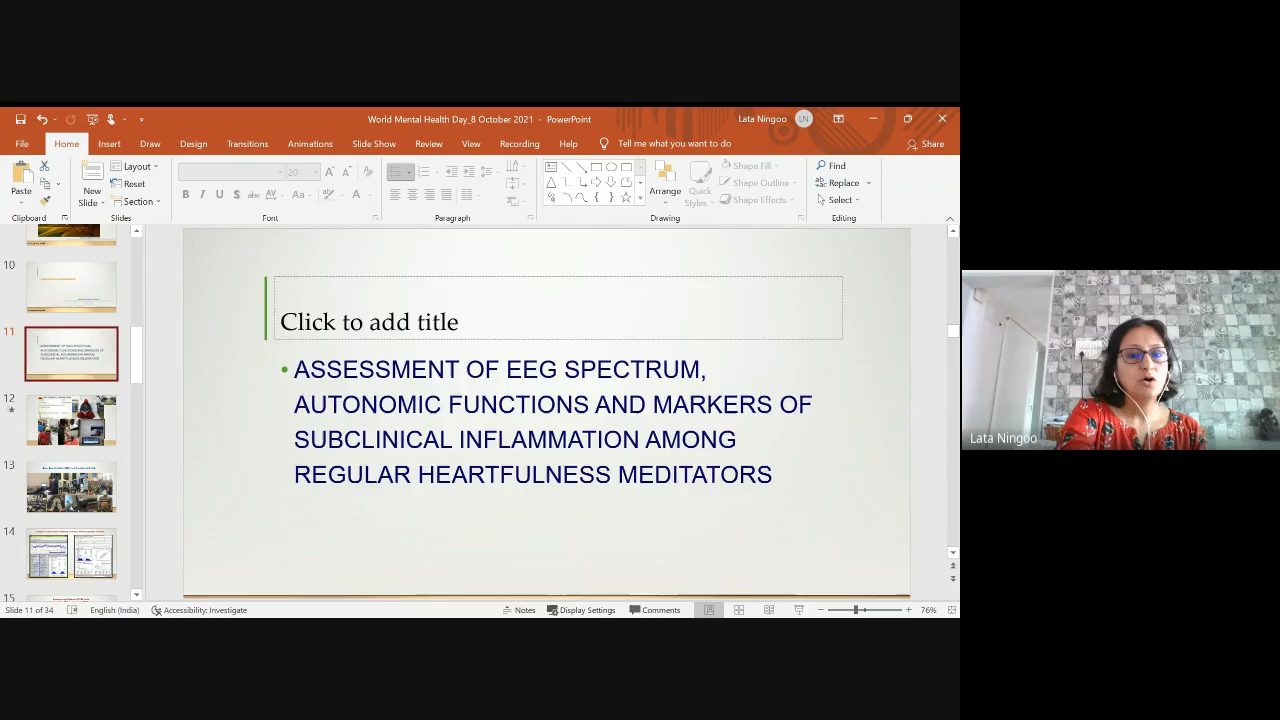 World Mental Health Day_8 October 2021 - PowerPoint
Lata Ningoo
LN
File
Home
Insert
Draw
Design
Transitions
Animations
Slide Show
Review
View
Recording
Help
Tell me what you want to do
Share
Paste
Clipboard
New
Slide
Layout
Reset
Section
Slides
20
Font
Paragraph
Arrange
Quick
Styles
Shape Fill
Shape Outline
Shape Effects
Drawing
Find
Replace
Select
Editing
10
11
12
13
14
15
Click to add title
• ASSESSMENT OF EEG SPECTRUM,
AUTONOMIC FUNCTIONS AND MARKERS OF
SUBCLINICAL INFLAMMATION AMONG
REGULAR HEARTFULNESS MEDITATORS
Lata Ningoo
Slide 11 of 34
English (India)
Accessibility: Investigate
Notes
Display Settings
Comments
76%